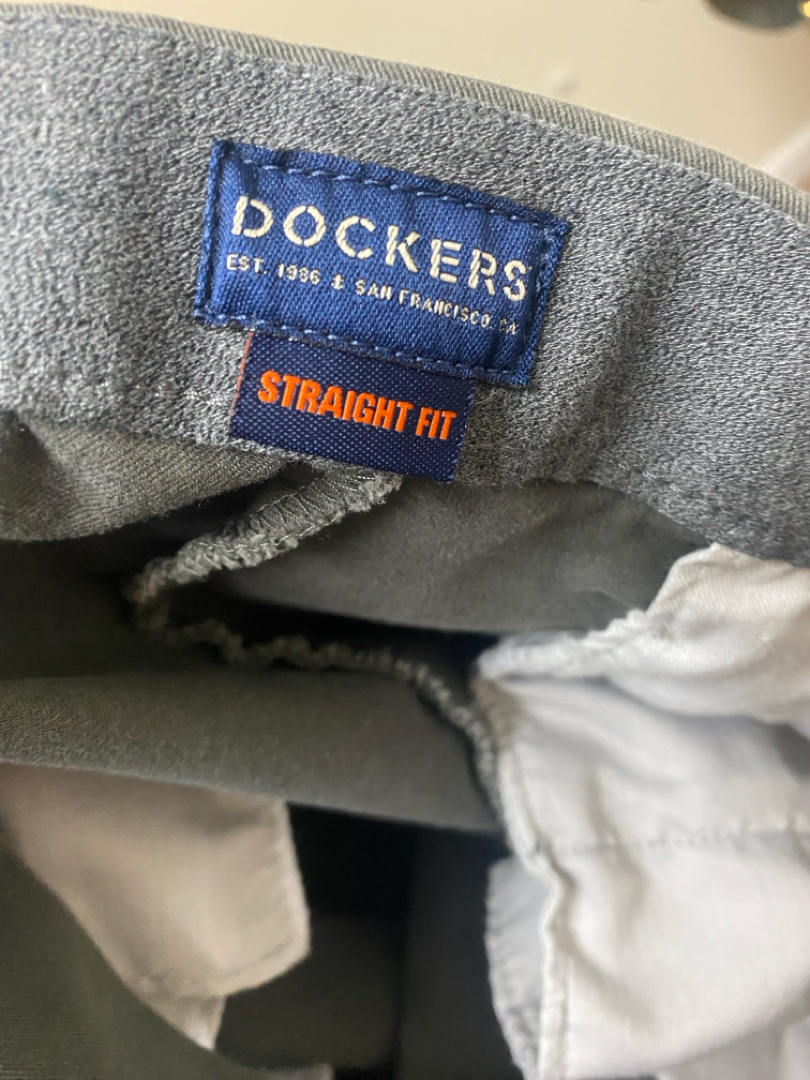 DOCKERS
EST. 1986 & SAN FRANCISCO. CA
STRAIGHT FIT